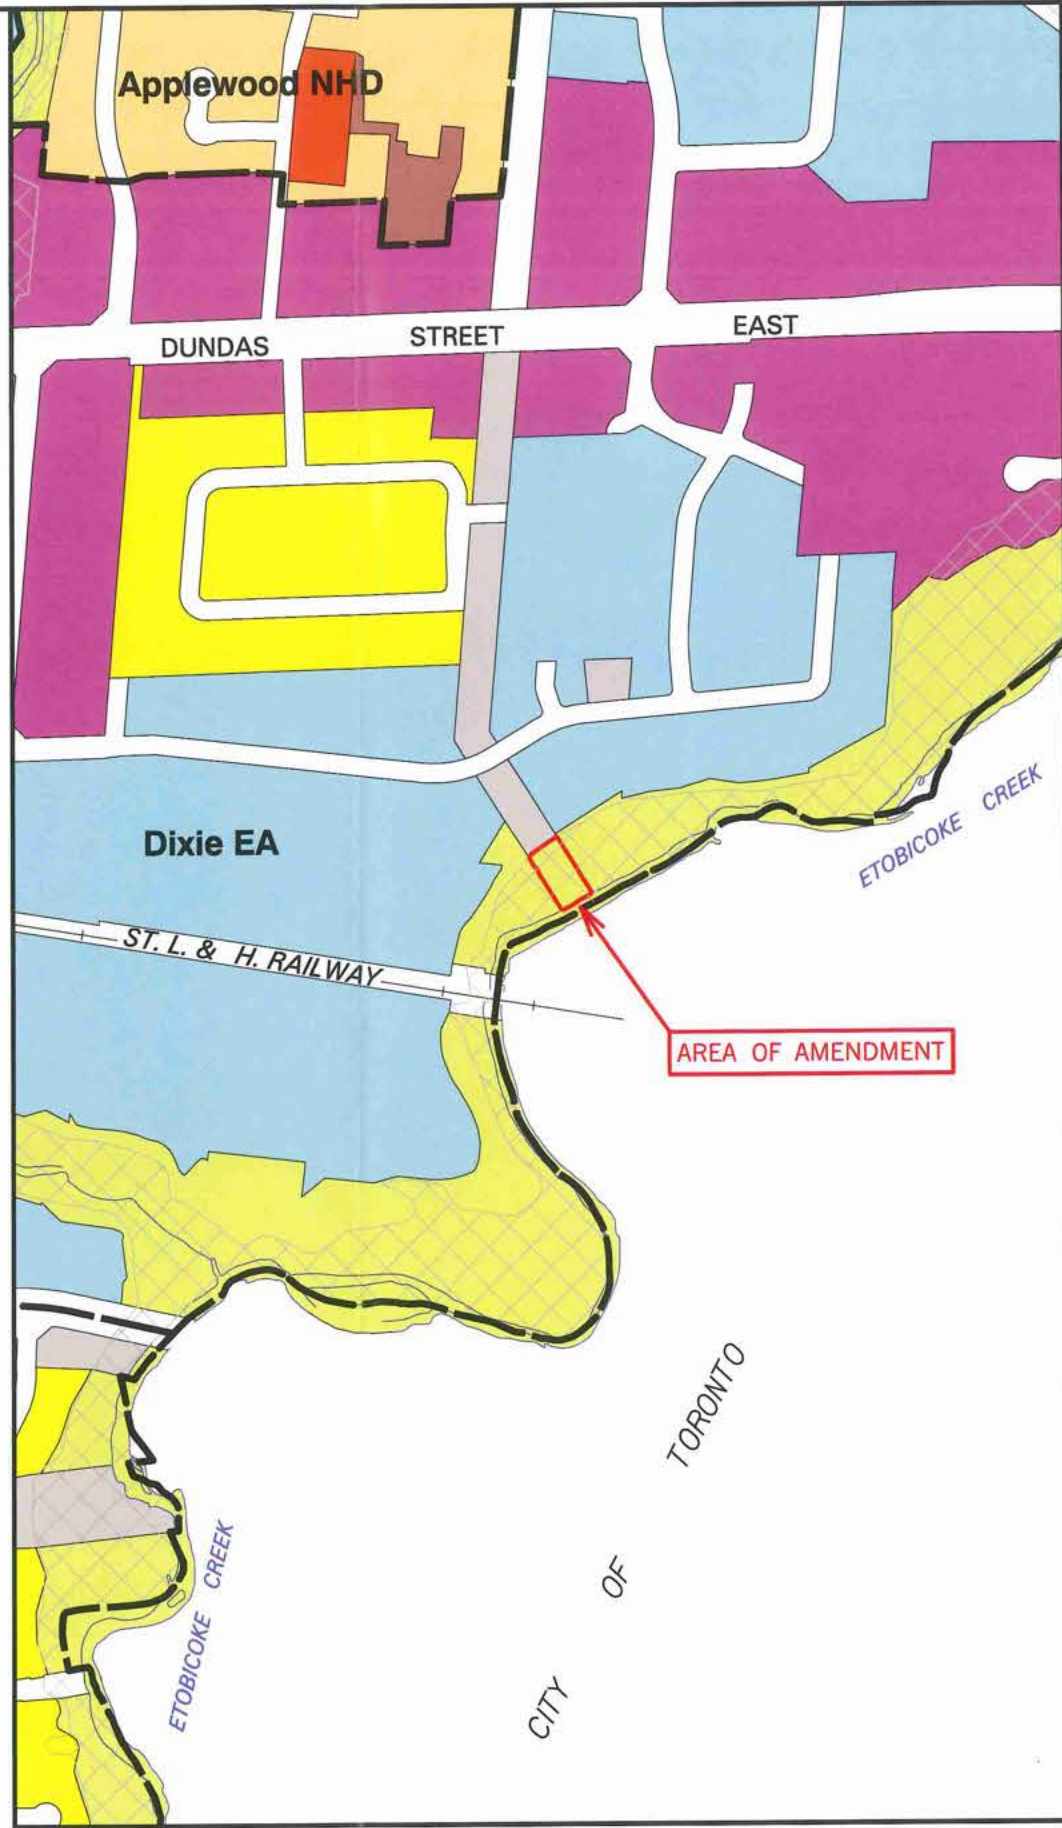 Applewood NHD
DUNDAS STREET EAST
ETOBICOKE CREEK
Dixie EA
ST. L. & H. RAILWAY
AREA OF AMENDMENT
CITY OF TORONTO
ETOBICOKE CREEK